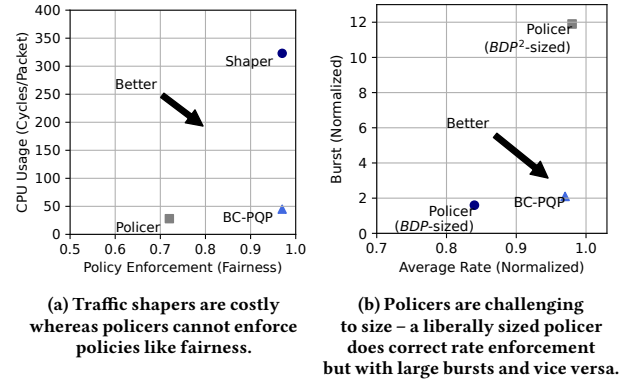 400
350
300
250
200
150
100
50
0
0.5 0.6 0.7 0.8 0.9 1.0
CPU Usage (Cycles/Packet)
Policy Enforcement (Fairness)
Shaper
Better
BC-PQP
Policer
(a) Traffic shapers are costly
whereas policers cannot enforce
policies like fairness.
12
10
8
6
4
2
0
0.7 0.8 0.9 1.0
Burst (Normalized)
Average Rate (Normalized)
Policer
(BDP²-sized)
Better
BC-PQP
Policer
(BDP-sized)
(b) Policers are challenging
to size – a liberally sized policer
does correct rate enforcement
but with large bursts and vice versa.